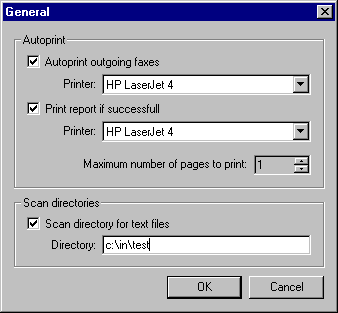 General
Autoprint
Autoprint outgoing faxes
Printer: HP LaserJet 4
Print report if successfull
Printer: HP LaserJet 4
Maximum number of pages to print: 1
Scan directories
Scan directory for text files
Directory: c:\in\test
OK Cancel